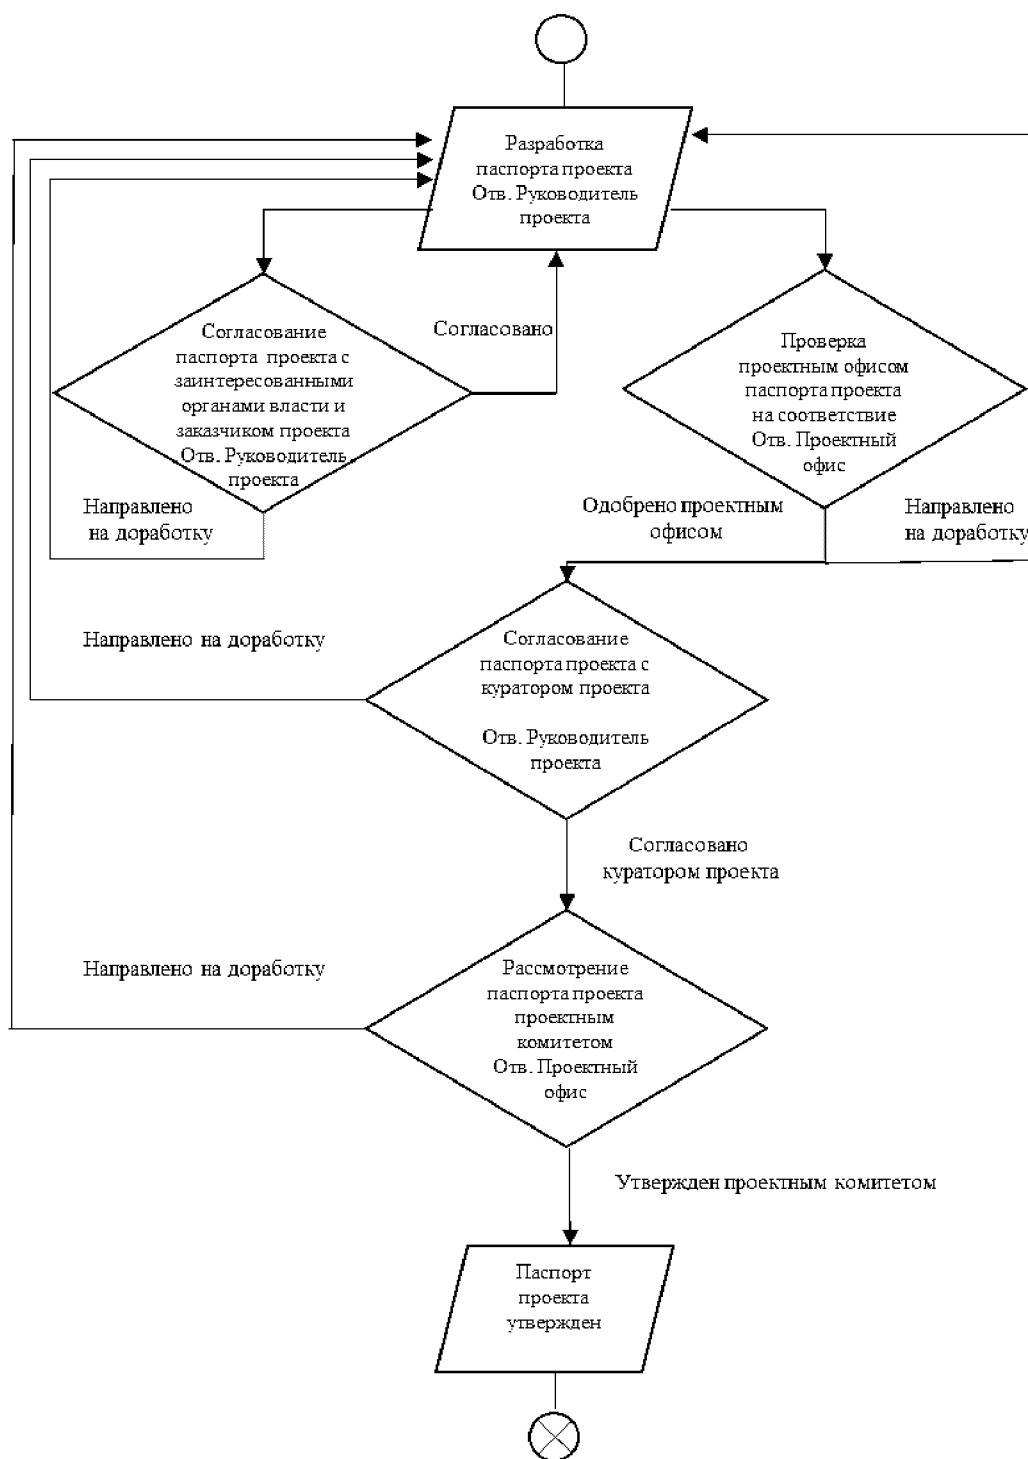 Разработка
паспорта проекта
Отв. Руководитель
проекта
Согласовано
Согласование
паспорта проекта с
заинтересованными
органами власти и
заказчиком проекта
Отв. Руководитель
проекта
Проверка
проектным офисом
паспорта проекта
на соответствие
Отв. Проектный
офис
Направлено
на доработку
Одобрено проектным
офисом
Направлено
на доработку
Направлено на доработку
Согласование
паспорта проекта с
куратором проекта
Отв. Руководитель
проекта
Согласовано
куратором проекта
Направлено на доработку
Рассмотрение
паспорта проекта
проектным
комитетом
Отв. Проектный
офис
Утвержден проектным комитетом
Паспорт
проекта
утвержден